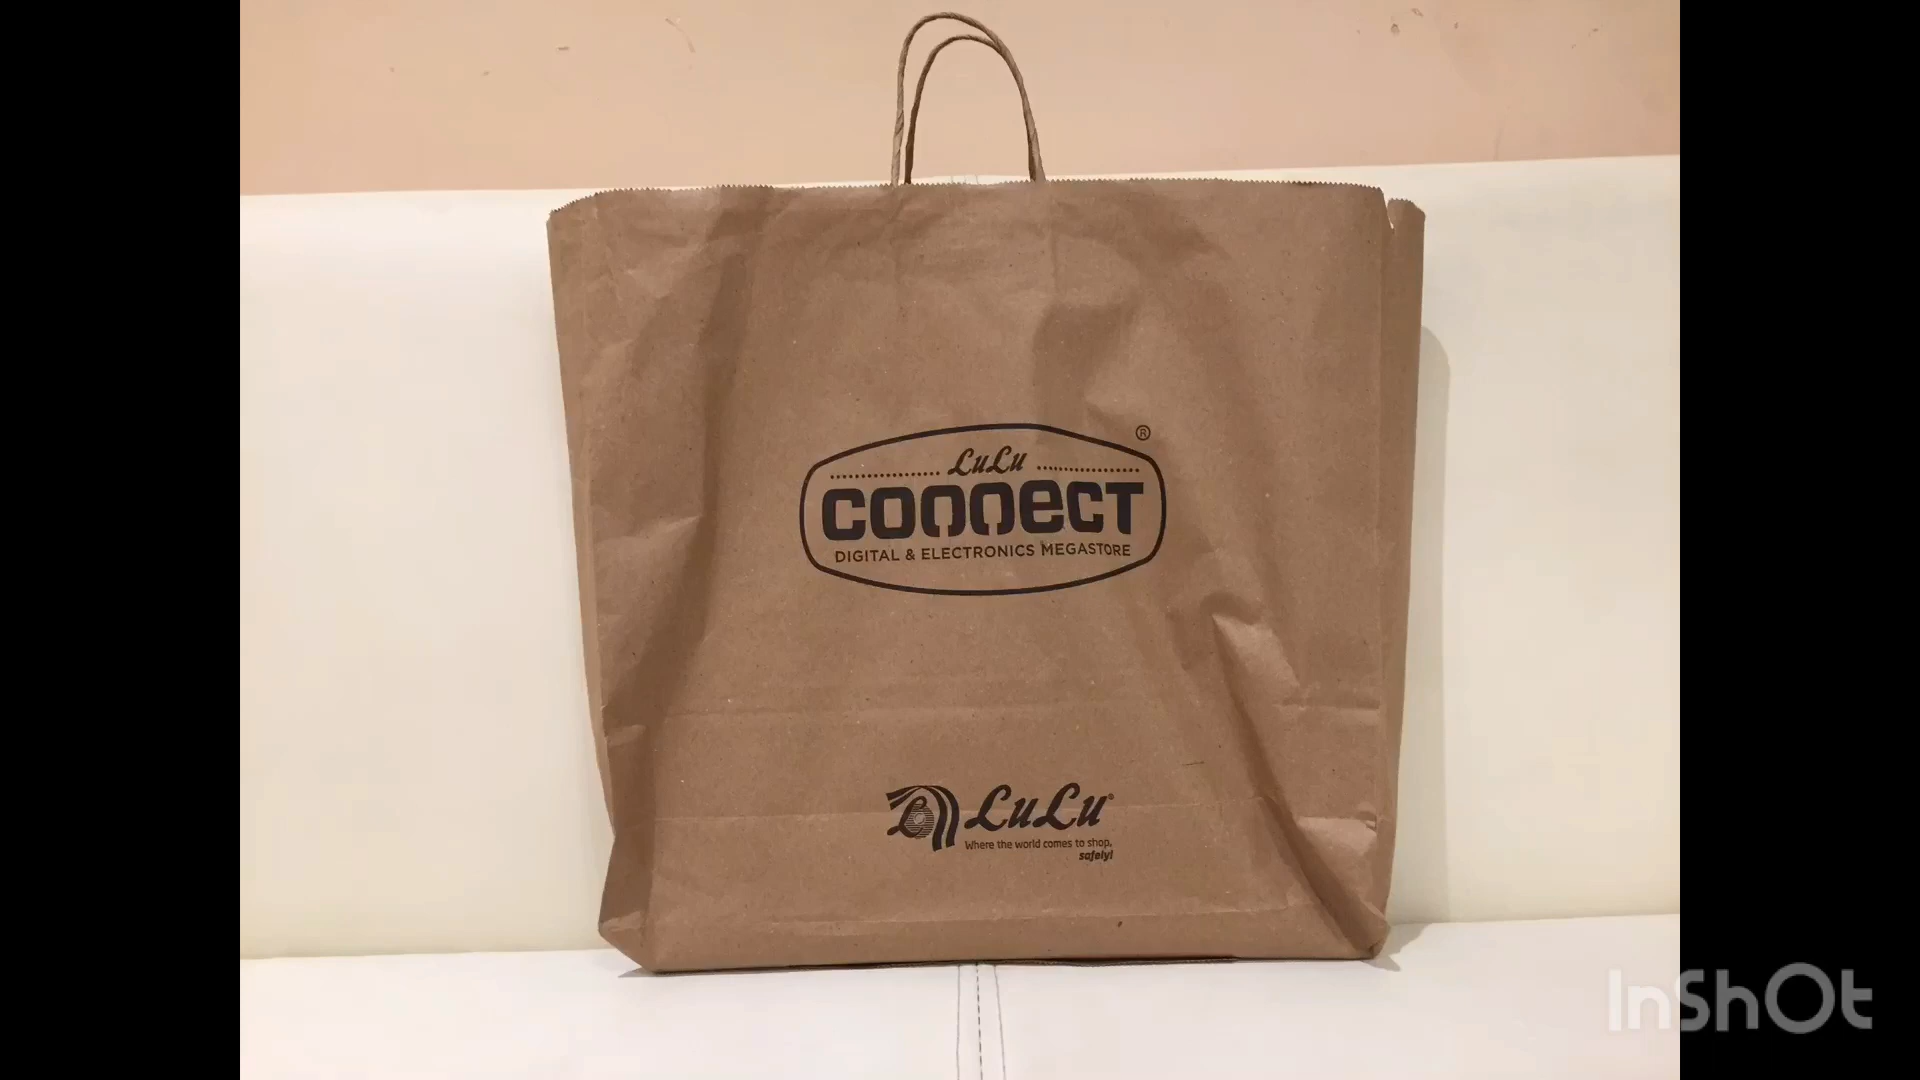 LuLu
connect
®
DIGITAL & ELECTRONICS MEGASTORE
LuLu®
Where the world comes to shop,
safely!
InShOt